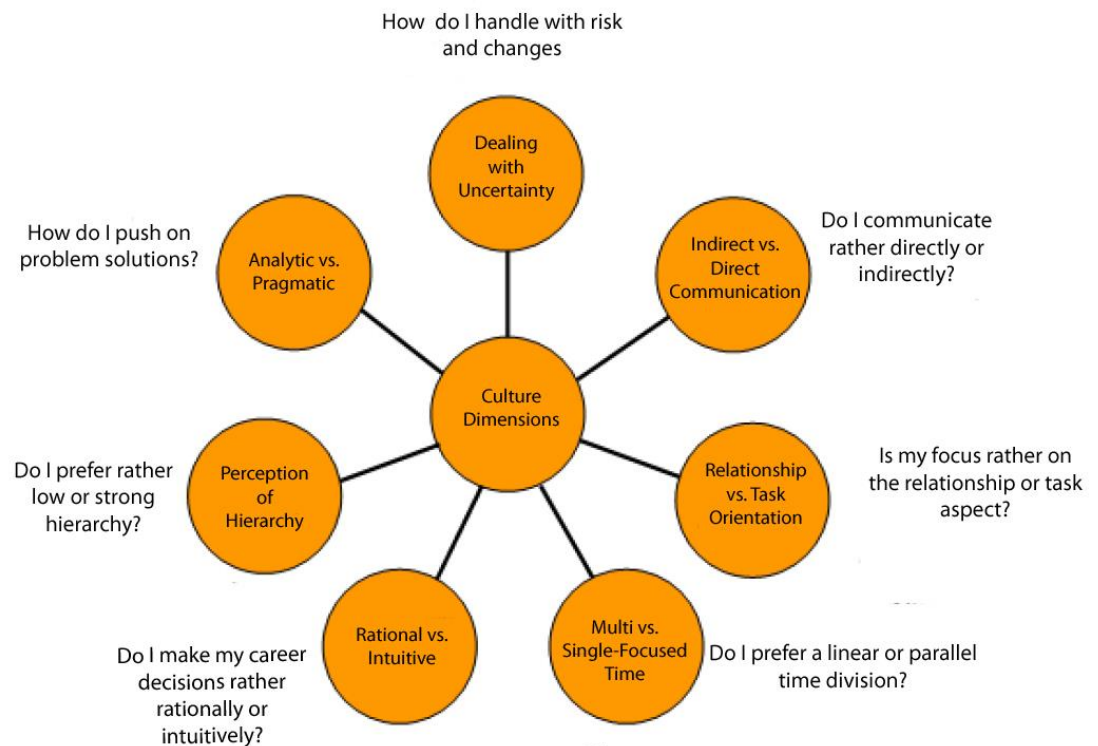 How do I handle with risk
and changes
Dealing
with
Uncertainty
Indirect vs.
Direct
Communication
Do I communicate
rather directly or
indirectly?
How do I push on
problem solutions?
Analytic vs.
Pragmatic
Culture
Dimensions
Relationship
vs. Task
Orientation
Is my focus rather on
the relationship or task
aspect?
Do I prefer rather
low or strong
hierarchy?
Perception
of
Hierarchy
Multi vs.
Single-Focused
Time
Do I prefer a linear or parallel
time division?
Rational vs.
Intuitive
Do I make my career
decisions rather
rationally or
intuitively?